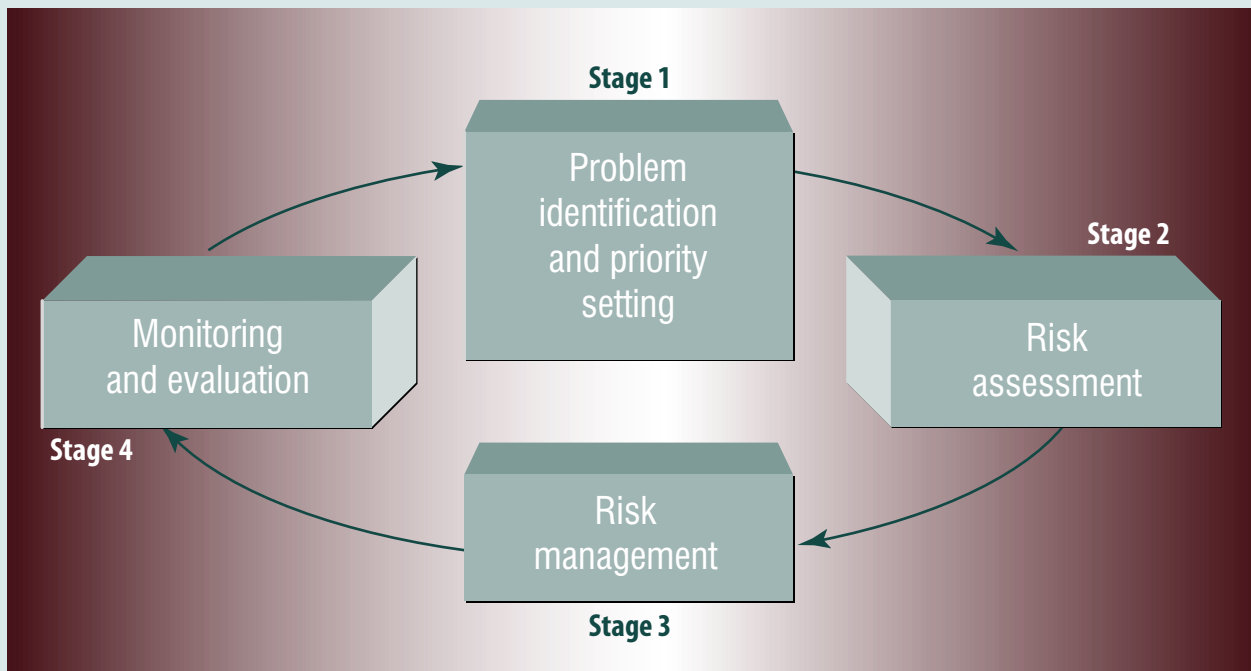 Stage 1
Problem
identification
and priority
setting
Stage 2
Risk
assessment
Risk
management
Stage 3
Monitoring
and evaluation
Stage 4